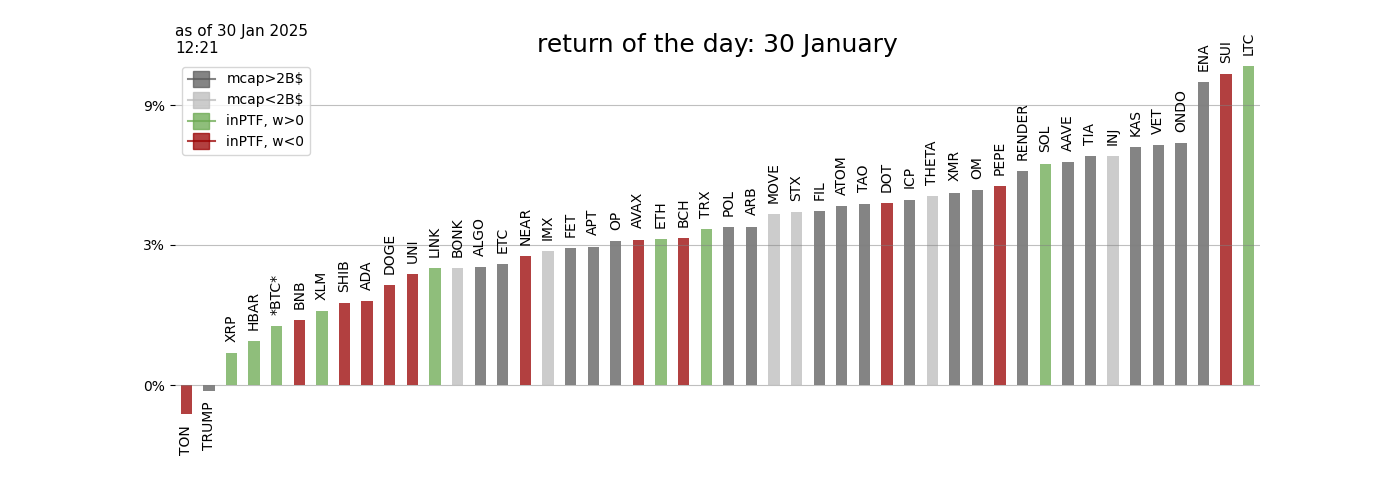 as of 30 Jan 2025
12:21
return of the day: 30 January
mcap>2B$
mcap<2B$
inPTF, w>0
inPTF, w<0
9%
3%
0%
TON
TRUMP
XRP
HBAR
*BTC*
BNB
XLM
SHIB
ADA
DOGE
UNI
LINK
BONK
ALGO
ETC
NEAR
IMX
FET
APT
OP
AVAX
ETH
BCH
TRX
POL
ARB
MOVE
STX
FIL
ATOM
TAO
DOT
ICP
THETA
XMR
OM
PEPE
RENDER
SOL
AAVE
TIA
INJ
KAS
VET
ONDO
ENA
SUI
LTC